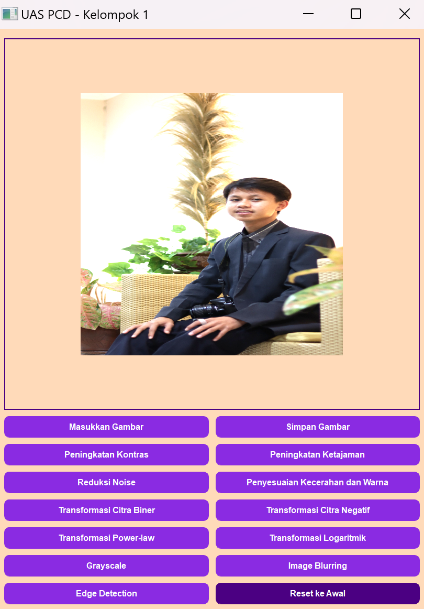 UAS PCD - Kelompok 1
Masukkan Gambar
Simpan Gambar
Peningkatan Kontras
Peningkatan Ketajaman
Reduksi Noise
Penyesuaian Kecerahan dan Warna
Transformasi Citra Biner
Transformasi Citra Negatif
Transformasi Power-law
Transformasi Logaritmik
Grayscale
Image Blurring
Edge Detection
Reset ke Awal